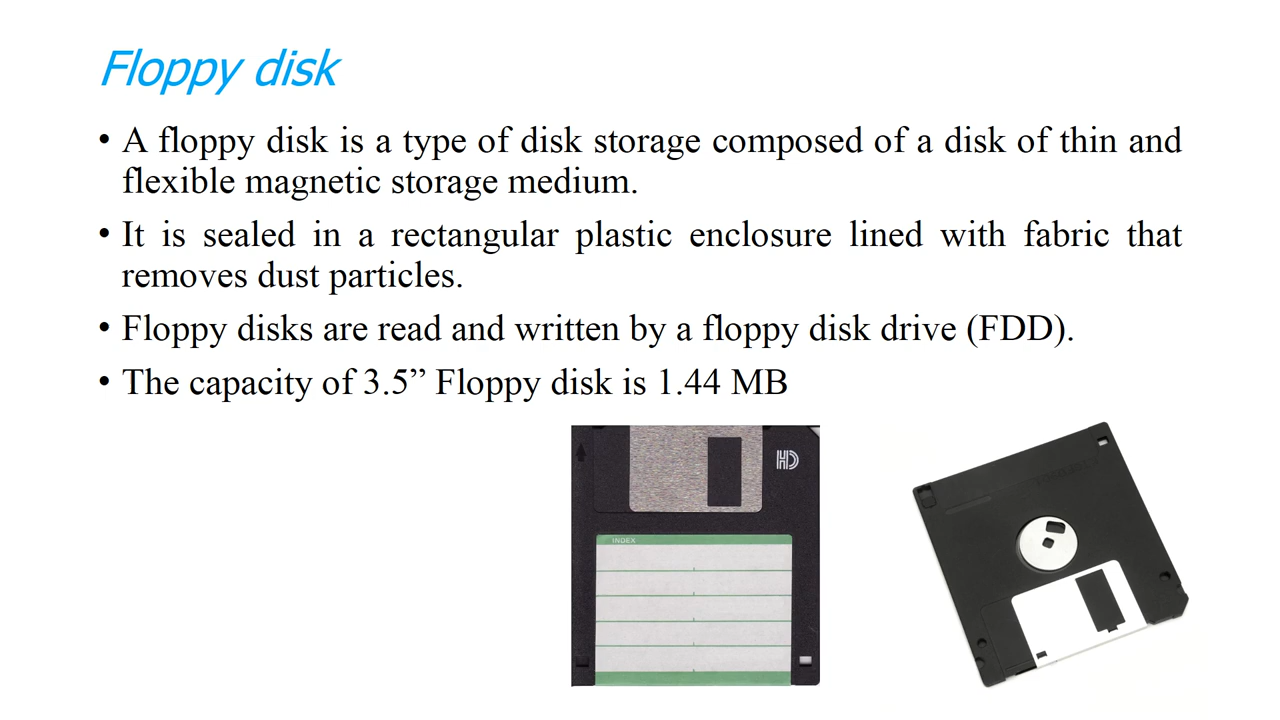 Floppy disk
• A floppy disk is a type of disk storage composed of a disk of thin and
flexible magnetic storage medium.
• It is sealed in a rectangular plastic enclosure lined with fabric that
removes dust particles.
• Floppy disks are read and written by a floppy disk drive (FDD).
• The capacity of 3.5” Floppy disk is 1.44 MB
HD
INDEX